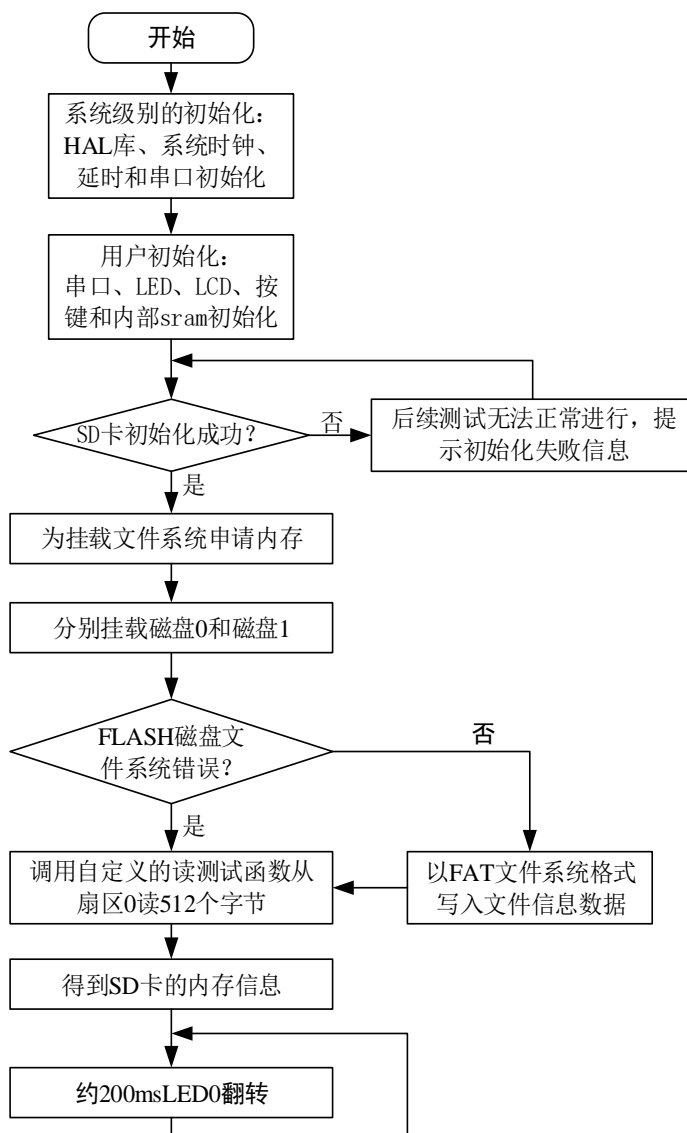 开始
系统级别的初始化：
HAL库、系统时钟、
延时和串口初始化
用户初始化：
串口、LED、LCD、按
键和内部sram初始化
SD卡初始化成功？
否
后续测试无法正常进行，提
示初始化失败信息
是
为挂载文件系统申请内存
分别挂载磁盘0和磁盘1
FLASH磁盘文
件系统错误？
否
是
调用自定义的读测试函数从
扇区0读512个字节
以FAT文件系统格式
写入文件信息数据
得到SD卡的内存信息
约200msLED0翻转